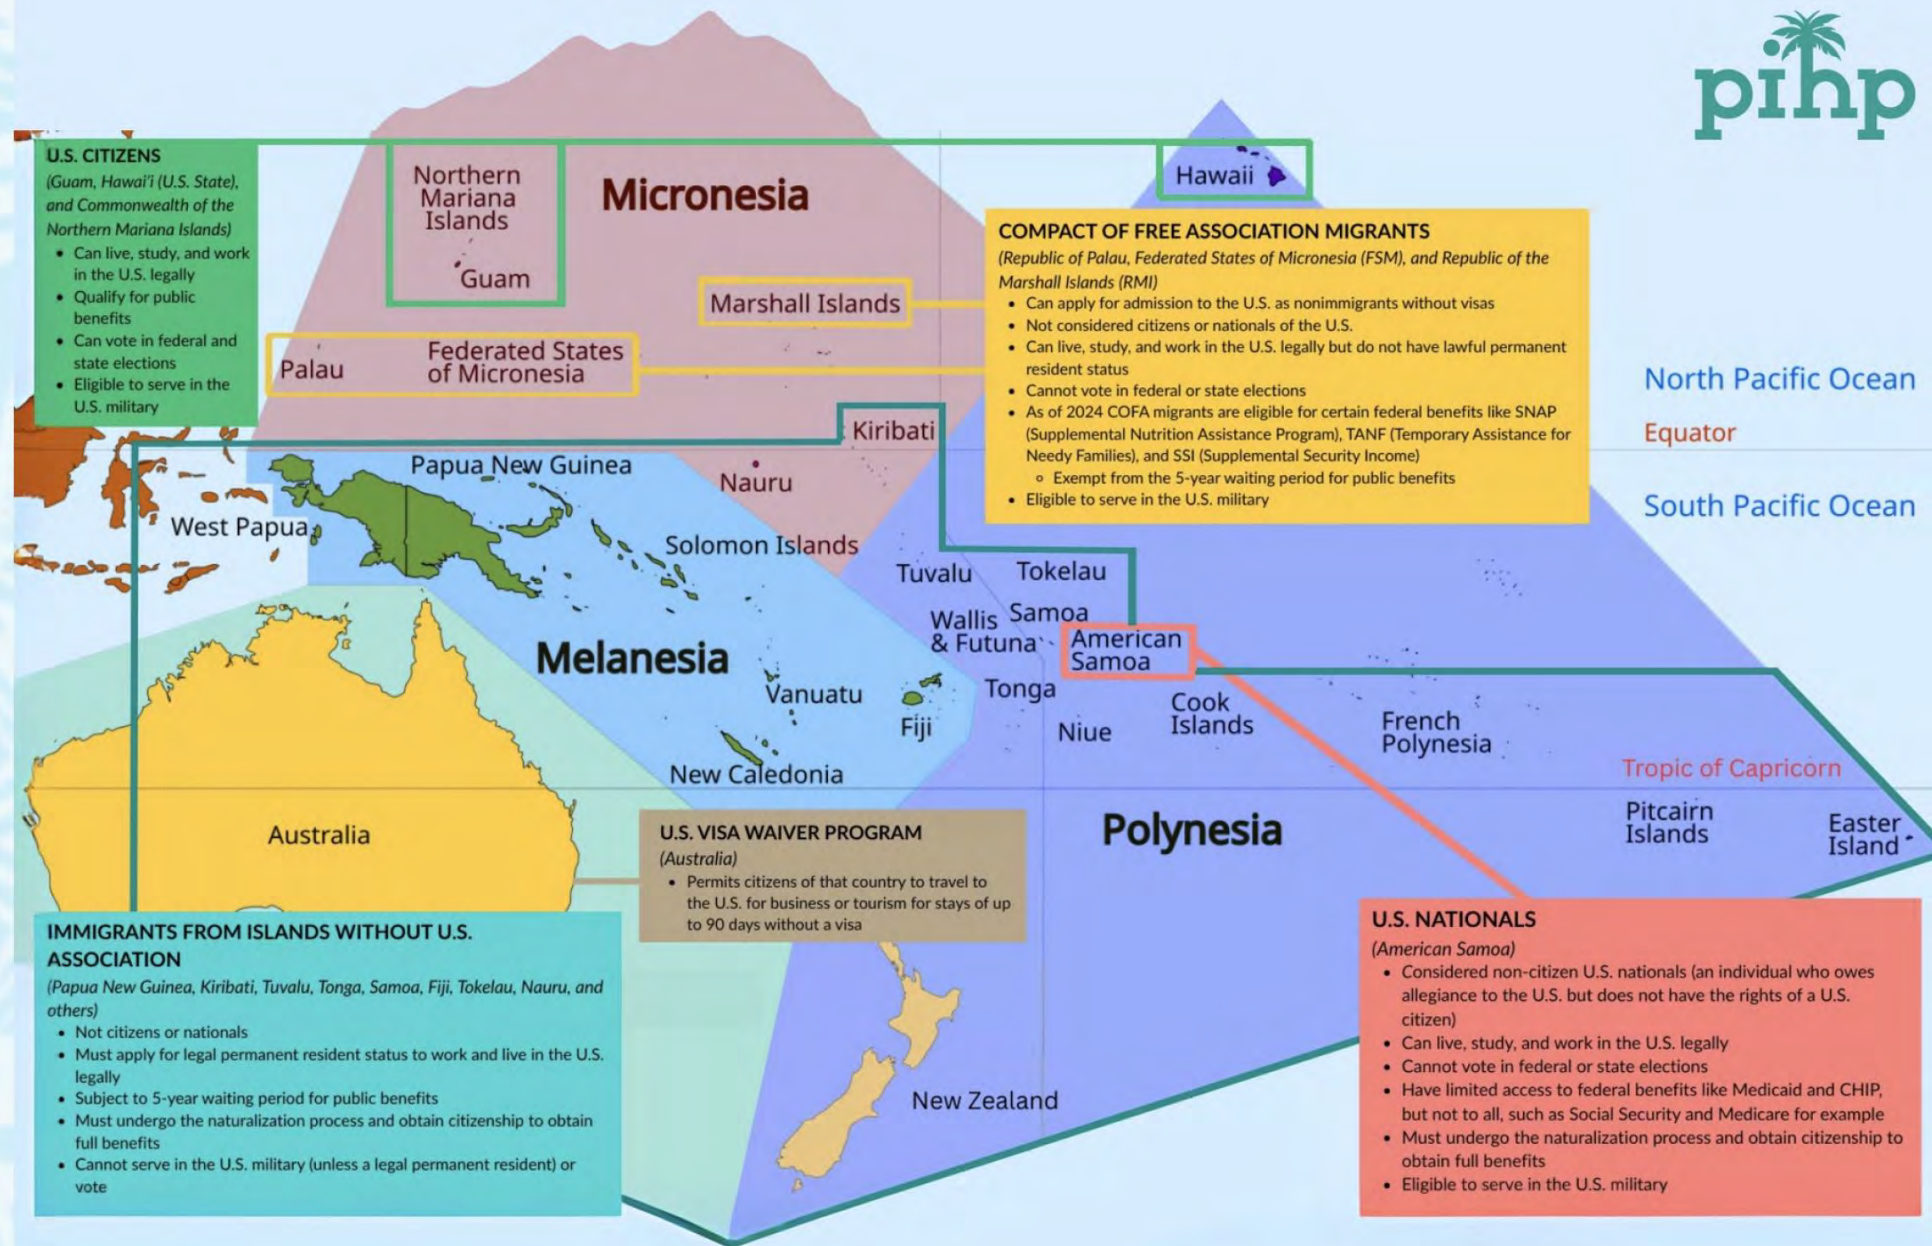 pihp
U.S. CITIZENS
(Guam, Hawai'i (U.S. State),
and Commonwealth of the
Northern Mariana Islands)
• Can live, study, and work
in the U.S. legally
• Qualify for public
benefits
• Can vote in federal and
state elections
• Eligible to serve in the
U.S. military
Northern
Mariana
Islands
Guam
Micronesia
Hawaii
Marshall Islands
Palau
Federated States
of Micronesia
COMPACT OF FREE ASSOCIATION MIGRANTS
(Republic of Palau, Federated States of Micronesia (FSM), and Republic of the
Marshall Islands (RMI)
• Can apply for admission to the U.S. as nonimmigrants without visas
• Not considered citizens or nationals of the U.S.
• Can live, study, and work in the U.S. legally but do not have lawful permanent
resident status
• Cannot vote in federal or state elections
• As of 2024 COFA migrants are eligible for certain federal benefits like SNAP
(Supplemental Nutrition Assistance Program), TANF (Temporary Assistance for
Needy Families), and SSI (Supplemental Security Income)
◦ Exempt from the 5-year waiting period for public benefits
• Eligible to serve in the U.S. military
North Pacific Ocean
Equator
South Pacific Ocean
Kiribati
Nauru
Papua New Guinea
West Papua
Solomon Islands
Tuvalu
Tokelau
Wallis
& Futuna
Samoa
American
Samoa
Melanesia
Vanuatu
Fiji
Tonga
Niue
Cook
Islands
French
Polynesia
New Caledonia
Tropic of Capricorn
Pitcairn
Islands
Easter
Island
Polynesia
Australia
U.S. VISA WAIVER PROGRAM
(Australia)
• Permits citizens of that country to travel to
the U.S. for business or tourism for stays of up
to 90 days without a visa
New Zealand
IMMIGRANTS FROM ISLANDS WITHOUT U.S.
ASSOCIATION
(Papua New Guinea, Kiribati, Tuvalu, Tonga, Samoa, Fiji, Tokelau, Nauru, and
others)
• Not citizens or nationals
• Must apply for legal permanent resident status to work and live in the U.S.
legally
• Subject to 5-year waiting period for public benefits
• Must undergo the naturalization process and obtain citizenship to obtain
full benefits
• Cannot serve in the U.S. military (unless a legal permanent resident) or
vote
U.S. NATIONALS
(American Samoa)
• Considered non-citizen U.S. nationals (an individual who owes
allegiance to the U.S. but does not have the rights of a U.S.
citizen)
• Can live, study, and work in the U.S. legally
• Cannot vote in federal or state elections
• Have limited access to federal benefits like Medicaid and CHIP,
but not to all, such as Social Security and Medicare for example
• Must undergo the naturalization process and obtain citizenship to
obtain full benefits
• Eligible to serve in the U.S. military